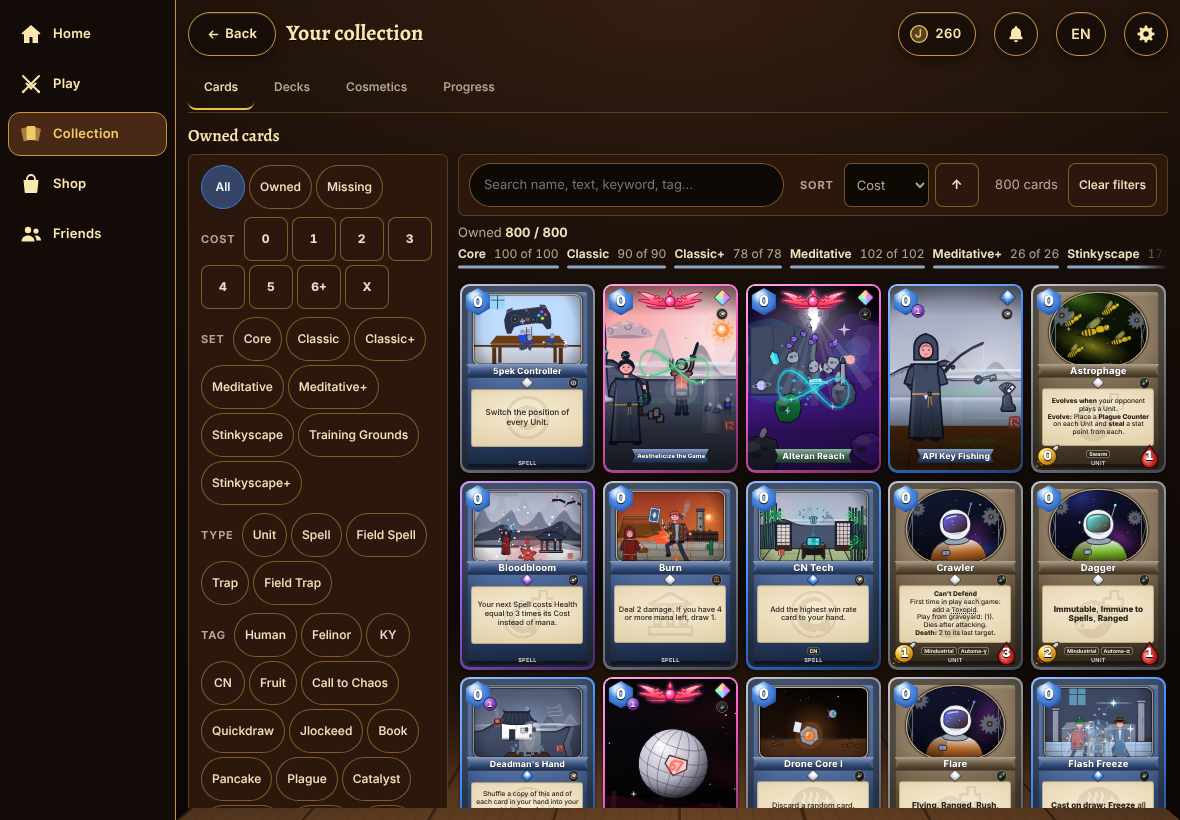 Home
Play
Collection
Shop
Friends
← Back
Your collection
J 260
EN
Cards Decks Cosmetics Progress
Owned cards
All Owned Missing
COST 0 1 2 3
4 5 6+ X
SET Core Classic Classic+
Meditative Meditative+
Stinkyscape Training Grounds
Stinkyscape+
TYPE Unit Spell Field Spell
Trap Field Trap
TAG Human Felinor KY
CN Fruit Call to Chaos
Quickdraw Jlockeed Book
Pancake Plague Catalyst
Search name, text, keyword, tag...
SORT Cost ↑ 800 cards Clear filters
Owned 800 / 800
Core 100 of 100 Classic 90 of 90 Classic+ 78 of 78 Meditative 102 of 102 Meditative+ 26 of 26 Stinkyscape
0
5pek Controller
Switch the position of
every Unit.
SPELL
0
Aestheticize the Game
0
Alteran Reach
0
1
API Key Fishing
0
Astrophage
Evolves when your opponent
plays a Unit.
Evolve: Place a Plague Counter
on each Unit and steal a stat
point from each.
Swarm
0 UNIT 1
0
Bloodbloom
Your next Spell costs Health
equal to 3 times its Cost
instead of mana.
SPELL
0
Burn
Deal 2 damage, if you have 4
or more mana left, draw 1.
SPELL
0
CN Tech
Add the highest win rate
card to your hand.
CN
SPELL
0
Crawler
Can't Defend
First time in play each game:
add a Toxopid.
Play from graveyard: (1).
Dies after attacking.
Death: 2 to its last target.
Mindustrial Automa-y
1 UNIT 3
0
Dagger
Immutable, Immune to
Spells, Ranged
Mindustrial
2 UNIT 1
0
1
Deadman's Hand
Shuffle a copy of this and of
each card in your hand into your
0
1
0
Drone Core I
Discard a random card.
0
Flare
Flying, Ranged, Rush,
0
Flash Freeze
Cast on draw: Freeze all